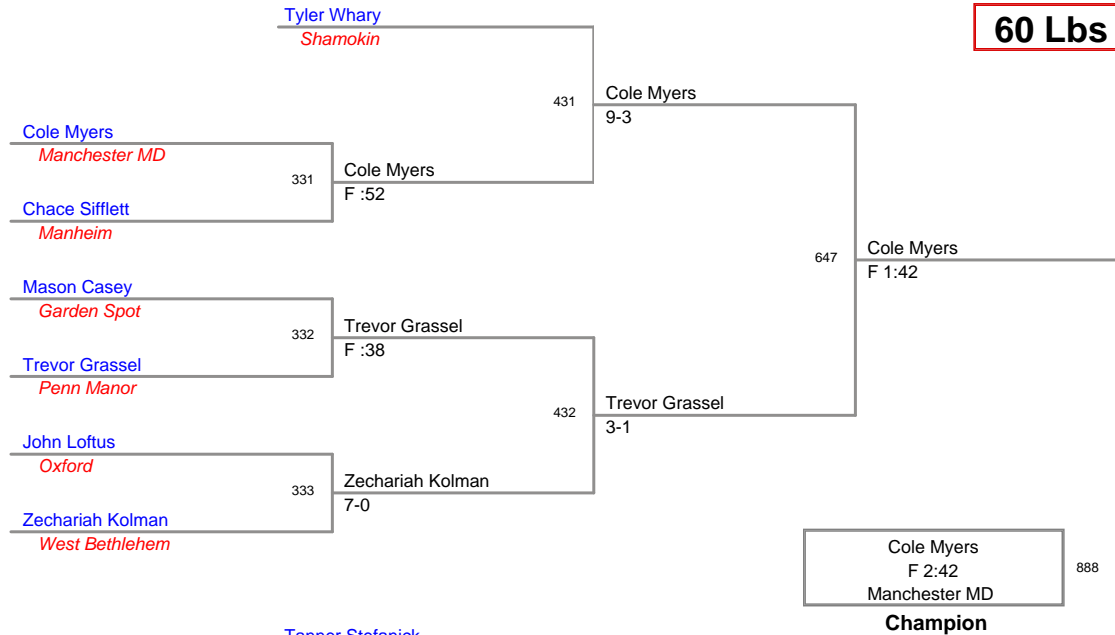 Tyler Whary
Shamokin
60 Lbs
431
Cole Myers
9-3
Cole Myers
Manchester MD
331
Cole Myers
F :52
Chace Sifflett
Manheim
647
Cole Myers
F 1:42
Mason Casey
Garden Spot
332
Trevor Grassel
F :38
Trevor Grassel
Penn Manor
432
Trevor Grassel
3-1
John Loftus
Oxford
333
Zechariah Kolman
7-0
Zechariah Kolman
West Bethlehem
Cole Myers
F 2:42
Manchester MD
888
Champion
Tanner Stefanick